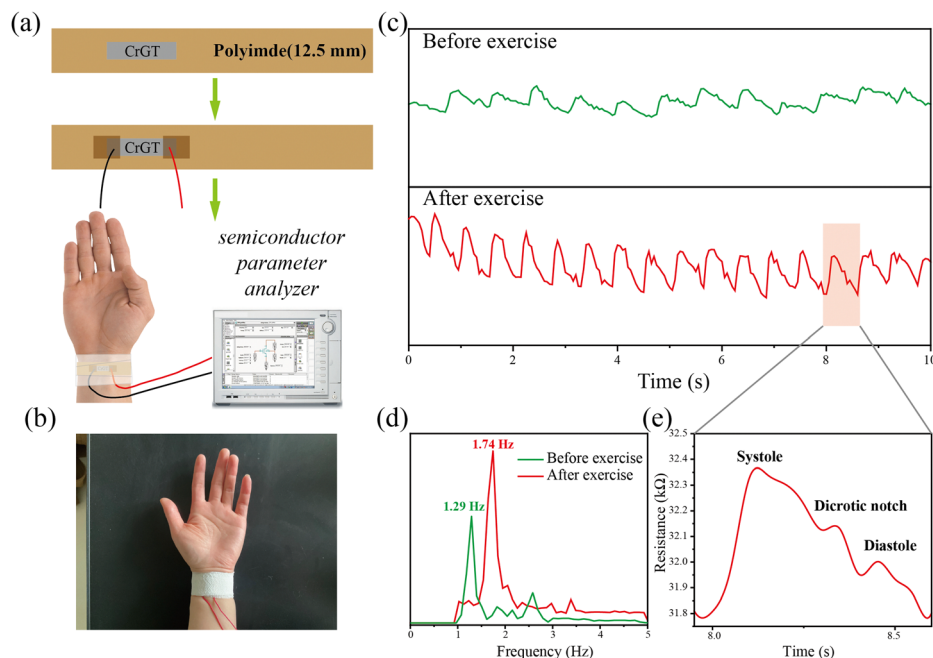 (a)
CrGT
Polyimde(12.5 mm)
CrGT
semiconductor
parameter
analyzer
(b)
(c)
Before exercise
After exercise
0 2 4 6 8 10
Time (s)
(d)
1.74 Hz
Before exercise
After exercise
1.29 Hz
0 1 2 3 4 5
Frequency (Hz)
(e)
32.5
32.4
32.3
32.2
32.1
32.0
31.9
31.8
Resistance (kΩ)
Systole
Dicrotic notch
Diastole
8.0 8.5
Time (s)